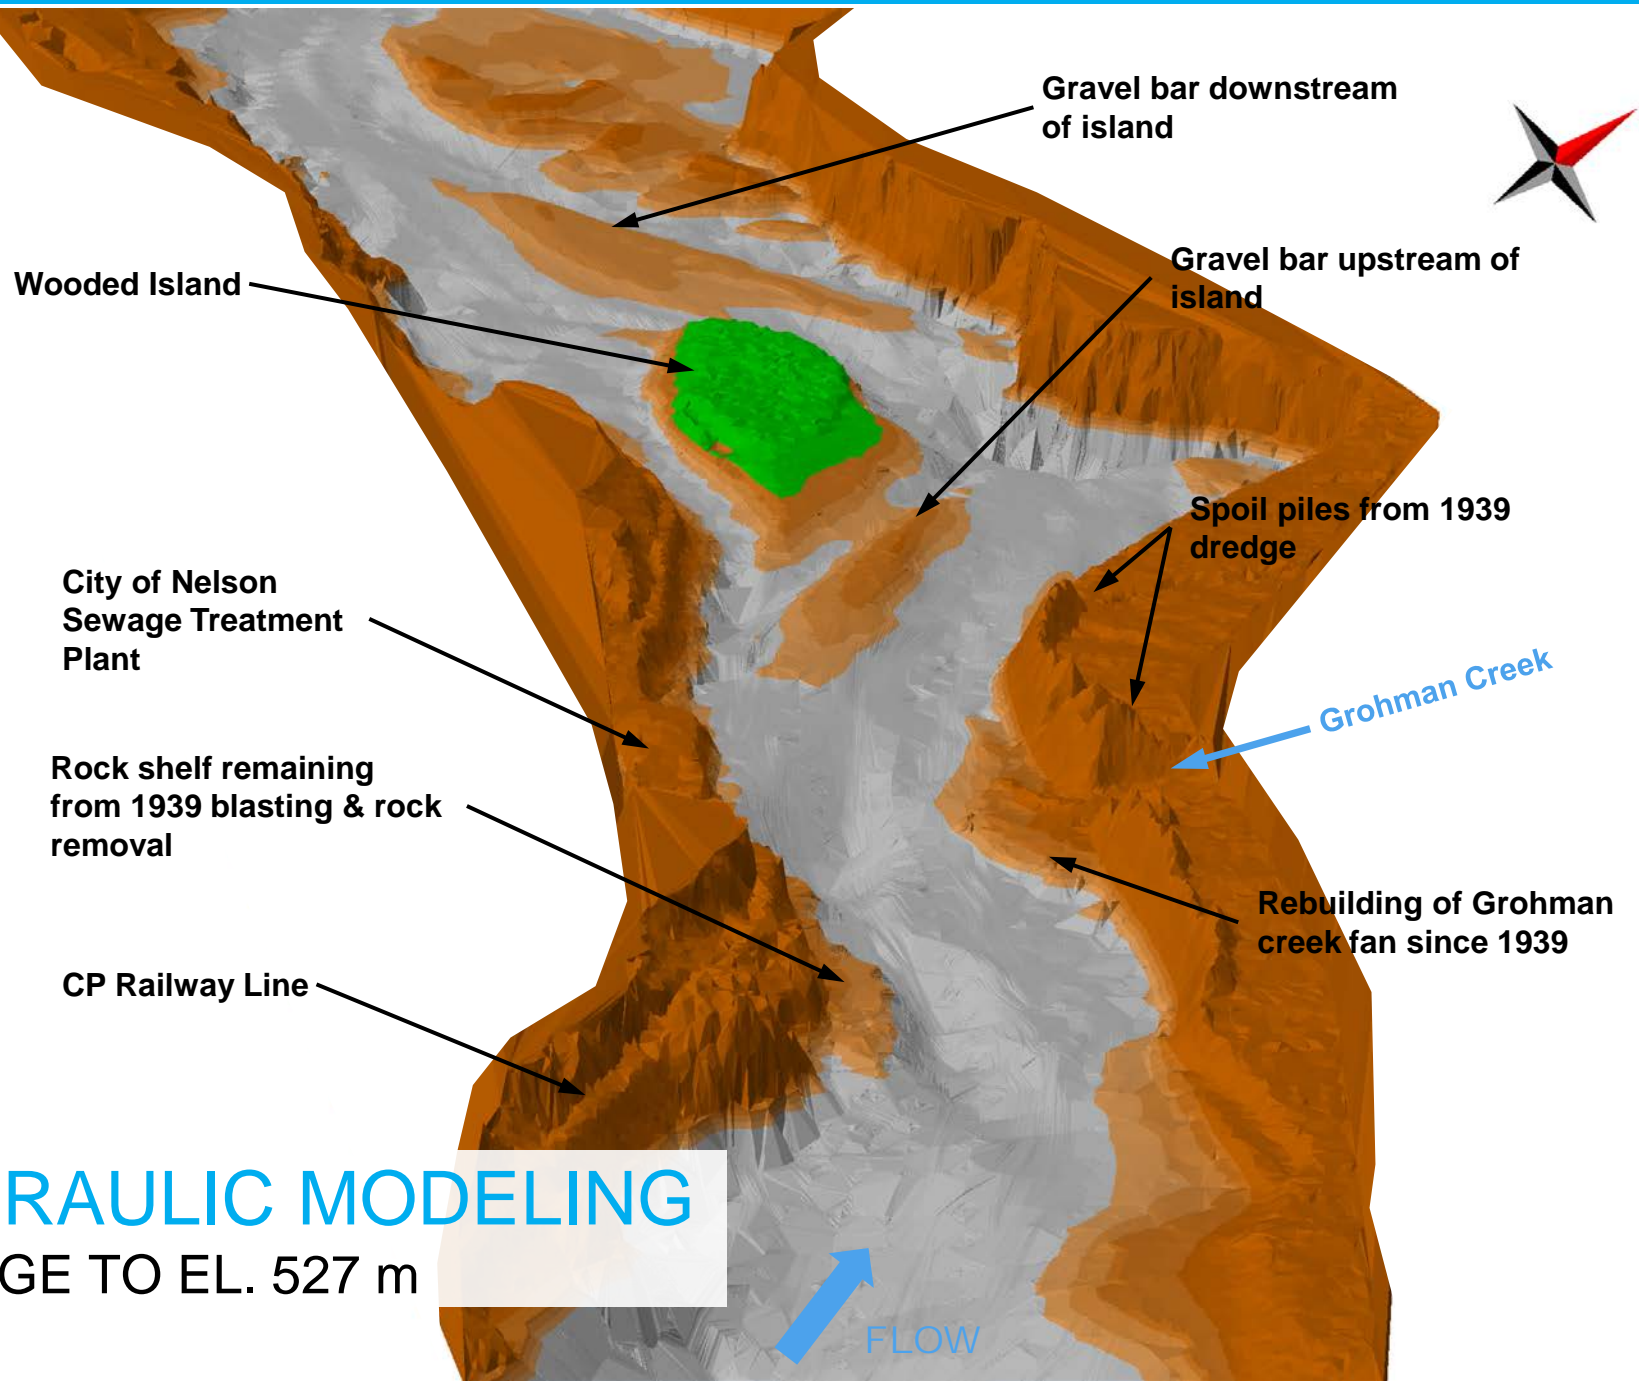 Gravel bar downstream
of island
Gravel bar upstream of
island
Wooded Island
Spoil piles from 1939
dredge
City of Nelson
Sewage Treatment
Plant
Grohman Creek
Rock shelf remaining
from 1939 blasting & rock
removal
Rebuilding of Grohman
creek fan since 1939
CP Railway Line
RAULIC MODELING
GE TO EL. 527 m
FLOW